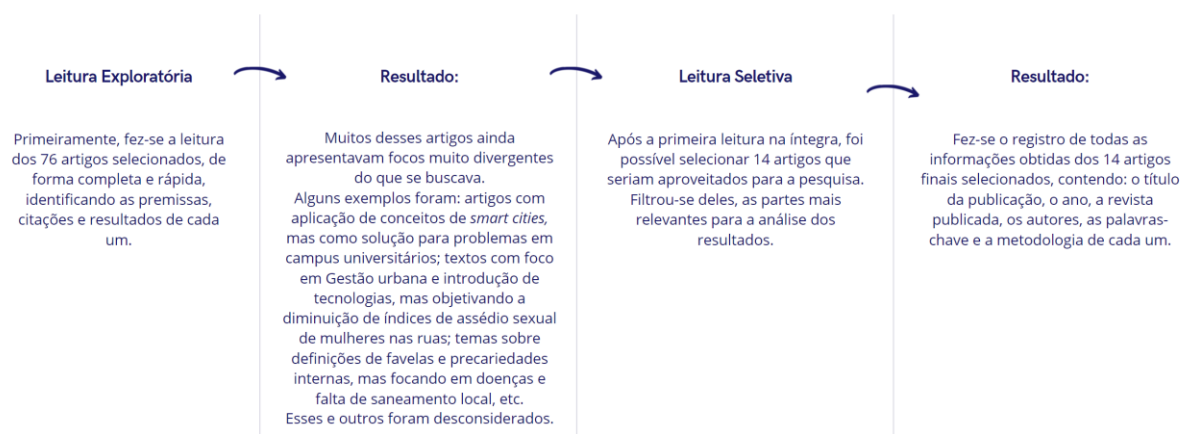 Leitura Exploratória
Primeiramente, fez-se a leitura
dos 76 artigos selecionados, de
forma completa e rápida,
identificando as premissas,
citações e resultados de cada
um.
Resultado:
Muitos desses artigos ainda
apresentavam focos muito divergentes
do que se buscava.
Alguns exemplos foram: artigos com
aplicação de conceitos de smart cities,
mas como solução para problemas em
campus universitários; textos com foco
em Gestão urbana e introdução de
tecnologias, mas objetivando a
diminuição de índices de assédio sexual
de mulheres nas ruas; temas sobre
definições de favelas e precariedades
internas, mas focando em doenças e
falta de saneamento local, etc.
Esses e outros foram desconsiderados.
Leitura Seletiva
Após a primeira leitura na íntegra, foi
possível selecionar 14 artigos que
seriam aproveitados para a pesquisa.
Filtrou-se deles, as partes mais
relevantes para a análise dos
resultados.
Resultado:
Fez-se o registro de todas as
informações obtidas dos 14 artigos
finais selecionados, contendo: o título
da publicação, o ano, a revista
publicada, os autores, as palavras-
chave e a metodologia de cada um.